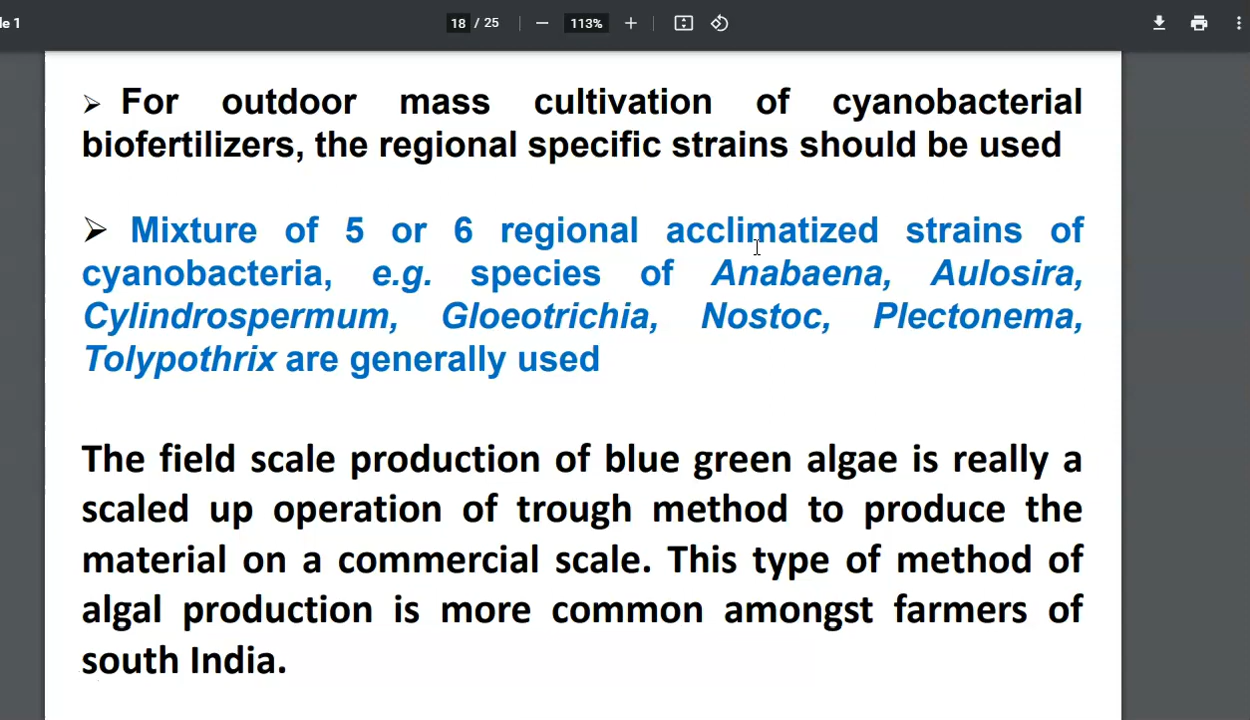 le 1
18 / 25
113%
➢ For outdoor mass cultivation of cyanobacterial
biofertilizers, the regional specific strains should be used
➢ Mixture of 5 or 6 regional acclimatized strains of
cyanobacteria, e.g. species of Anabaena, Aulosira,
Cylindrospermum, Gloeotrichia, Nostoc, Plectonema,
Tolypothrix are generally used
The field scale production of blue green algae is really a
scaled up operation of trough method to produce the
material on a commercial scale. This type of method of
algal production is more common amongst farmers of
south India.